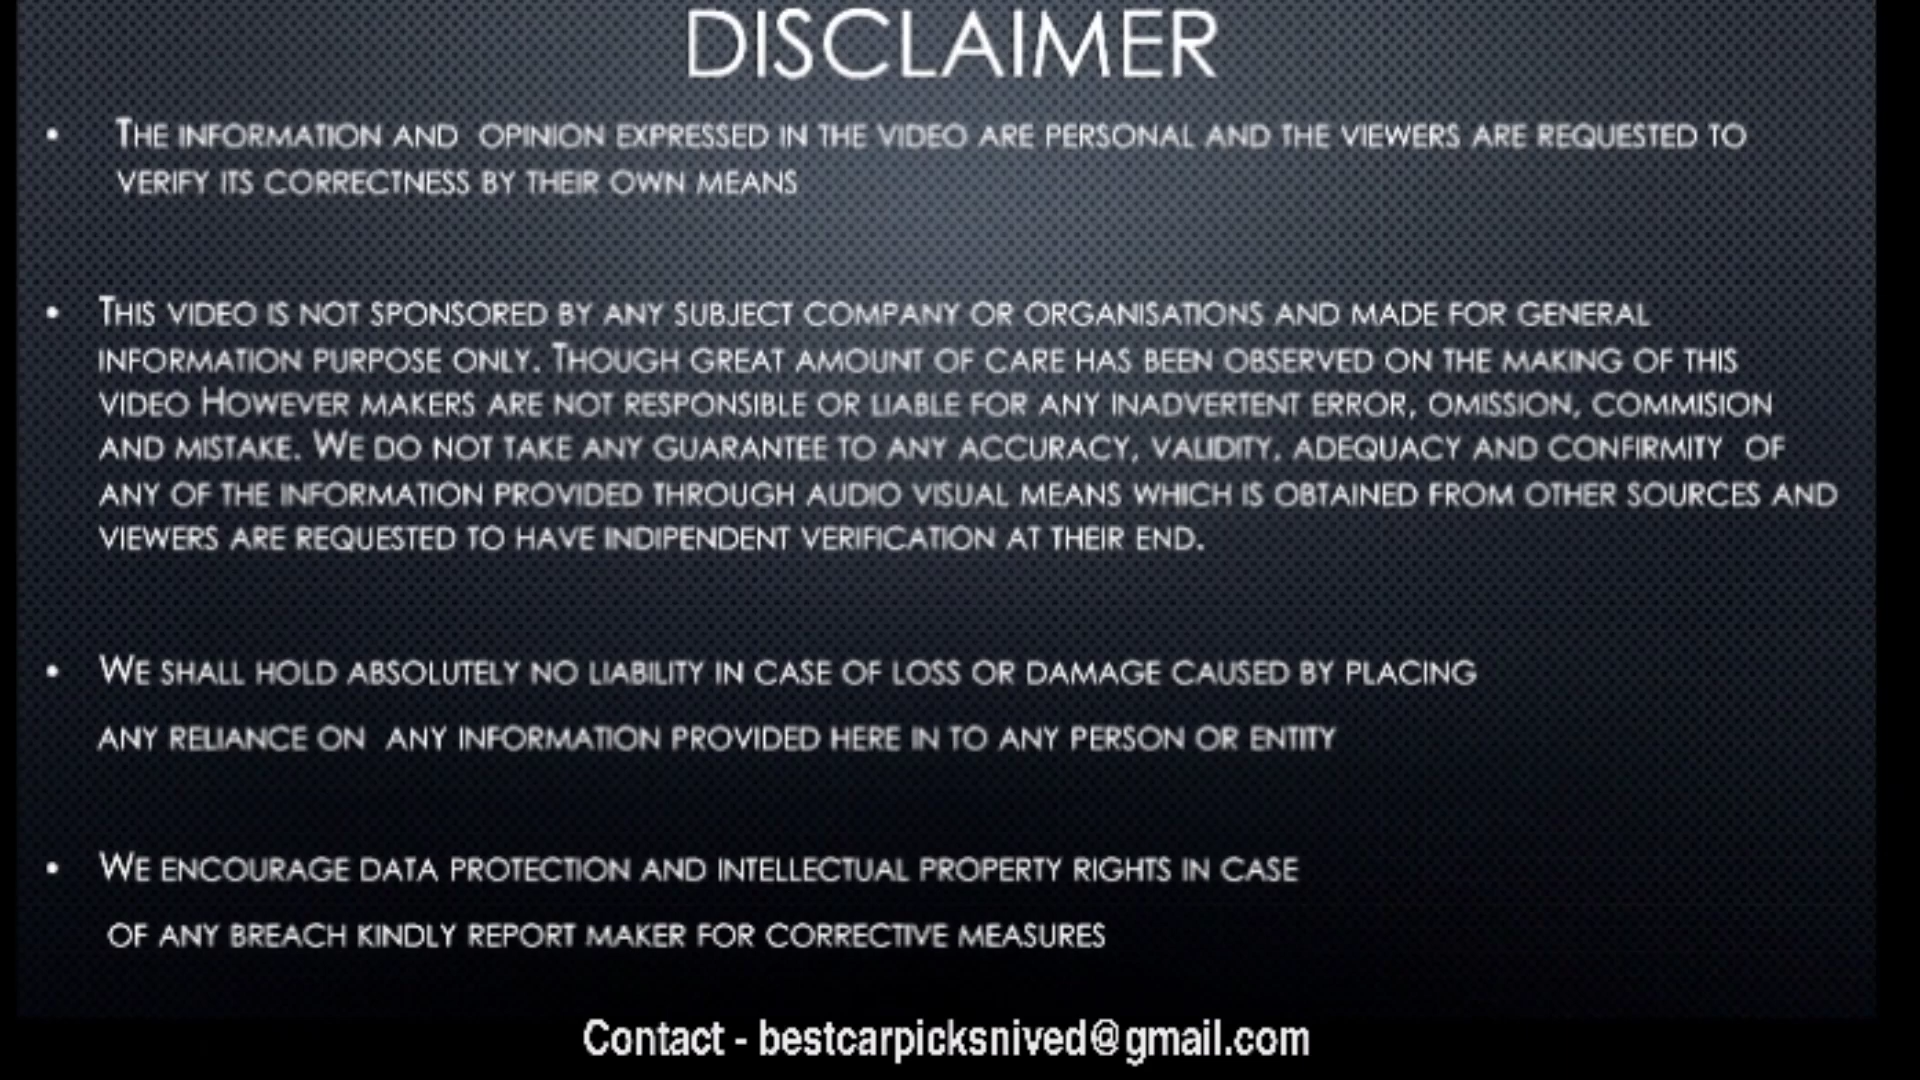 DISCLAIMER
• THE INFORMATION AND OPINION EXPRESSED IN THE VIDEO ARE PERSONAL AND THE VIEWERS ARE REQUESTED TO
VERIFY ITS CORRECTNESS BY THEIR OWN MEANS
• THIS VIDEO IS NOT SPONSORED BY ANY SUBJECT COMPANY OR ORGANISATIONS AND MADE FOR GENERAL
INFORMATION PURPOSE ONLY. THOUGH GREAT AMOUNT OF CARE HAS BEEN OBSERVED ON THE MAKING OF THIS
VIDEO HOWEVER MAKERS ARE NOT RESPONSIBLE OR LIABLE FOR ANY INADVERTENT ERROR, OMISSION, COMMISION
AND MISTAKE. WE DO NOT TAKE ANY GUARANTEE TO ANY ACCURACY, VALIDITY, ADEQUACY AND CONFIRMITY OF
ANY OF THE INFORMATION PROVIDED THROUGH AUDIO VISUAL MEANS WHICH IS OBTAINED FROM OTHER SOURCES AND
VIEWERS ARE REQUESTED TO HAVE INDIPENDENT VERIFICATION AT THEIR END.
• WE SHALL HOLD ABSOLUTELY NO LIABILITY IN CASE OF LOSS OR DAMAGE CAUSED BY PLACING
ANY RELIANCE ON ANY INFORMATION PROVIDED HERE IN TO ANY PERSON OR ENTITY
• WE ENCOURAGE DATA PROTECTION AND INTELLECTUAL PROPERTY RIGHTS IN CASE
OF ANY BREACH KINDLY REPORT MAKER FOR CORRECTIVE MEASURES
Contact - bestcarpicksnived@gmail.com